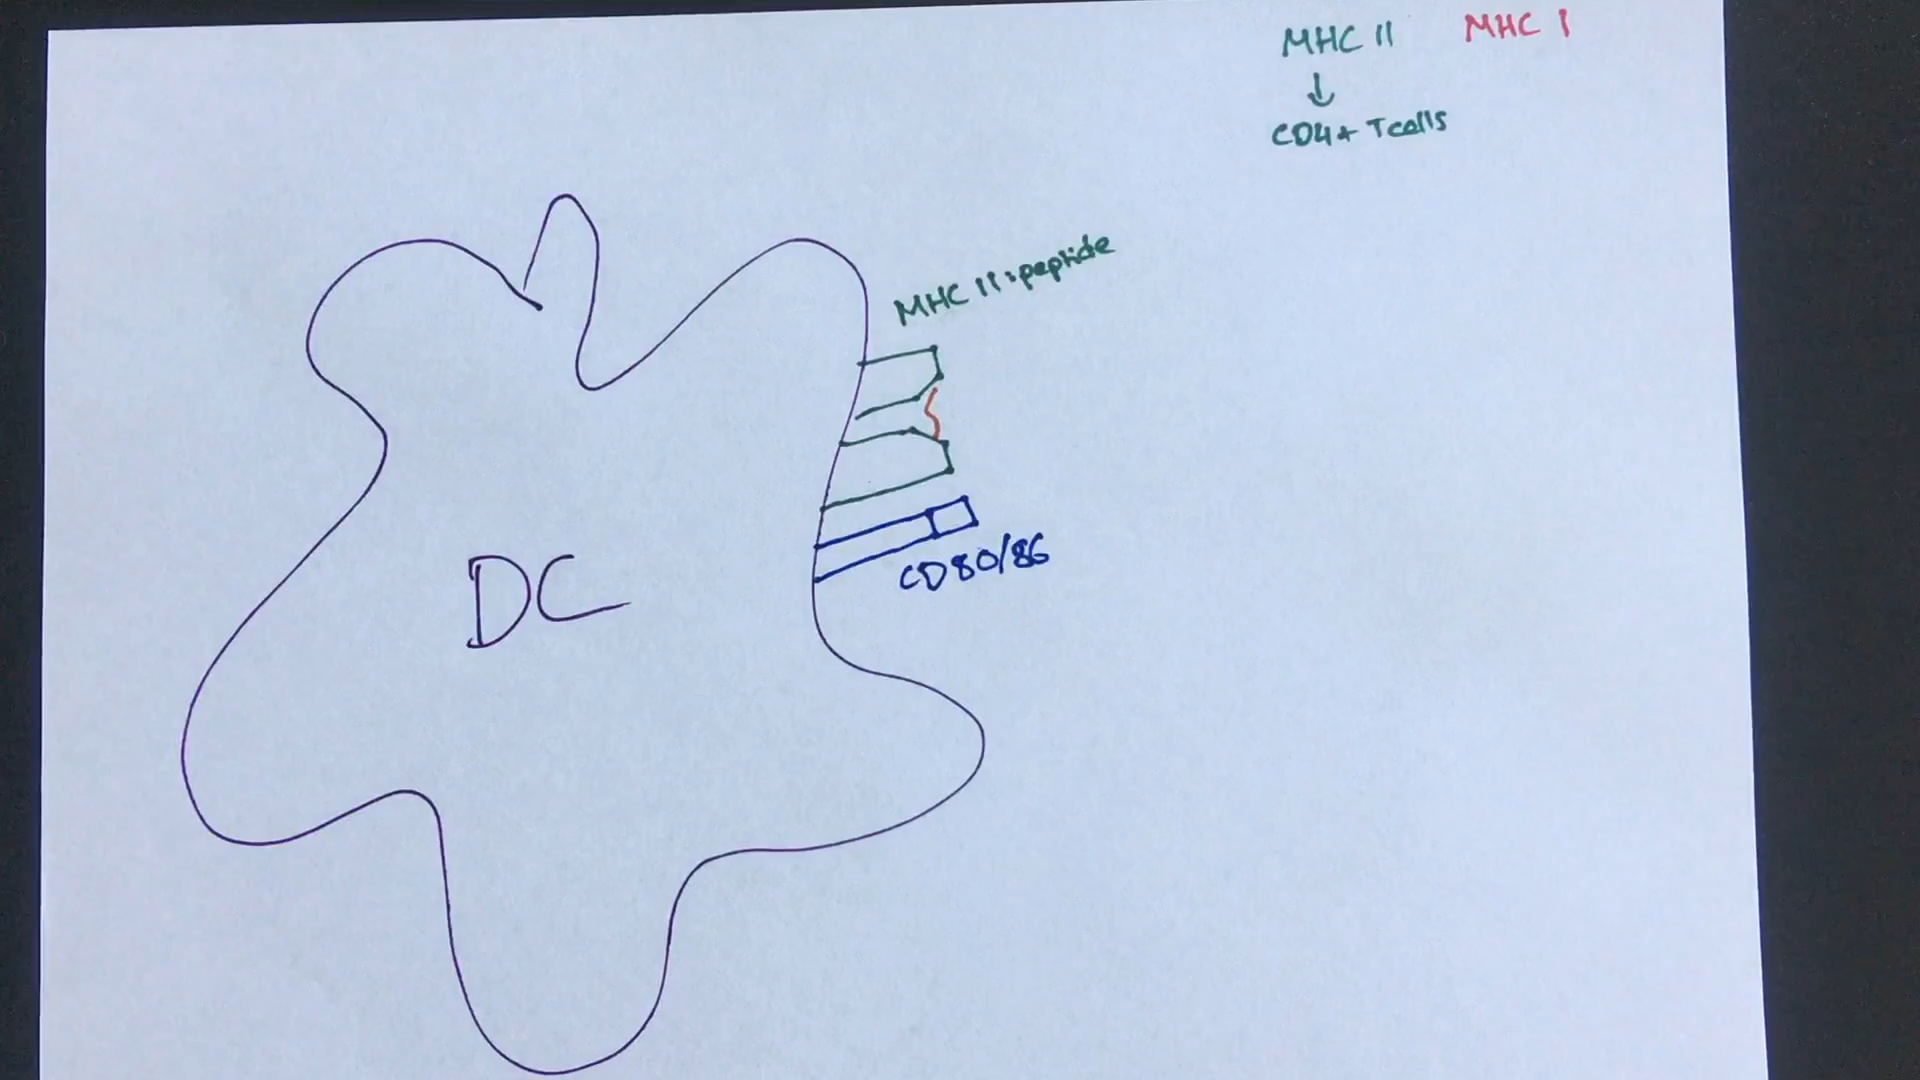 MHC II MHC I
↓
CD4+ Tcells
MHC II:peptide
CD80/86
DC